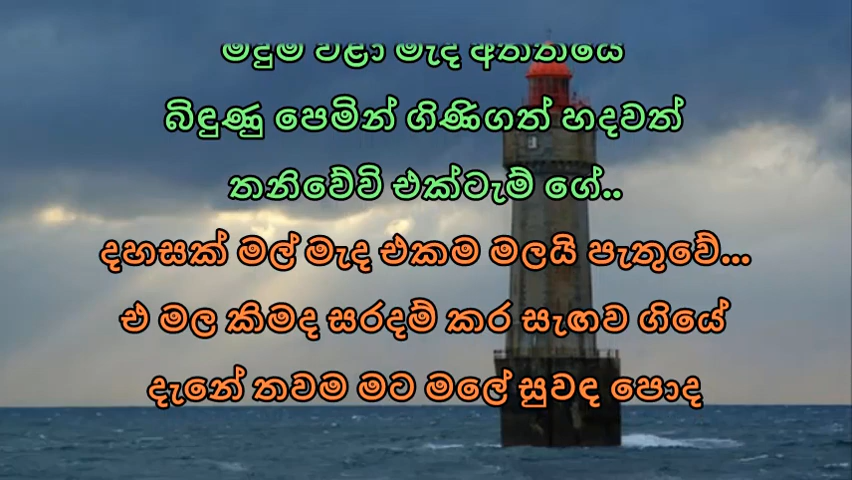 මැද
බිඳුණු පෙමින් ගිණිගත් හදවත්
තනිවේවි එක්ටැම් ගේ..
දහසක් මල් මැද එකම මලයි පැතුවේ...
එ මල කිමද සරදම් කර සැඟව ගියේ
දැනේ තවම මට මලේ සුවඳ පොද